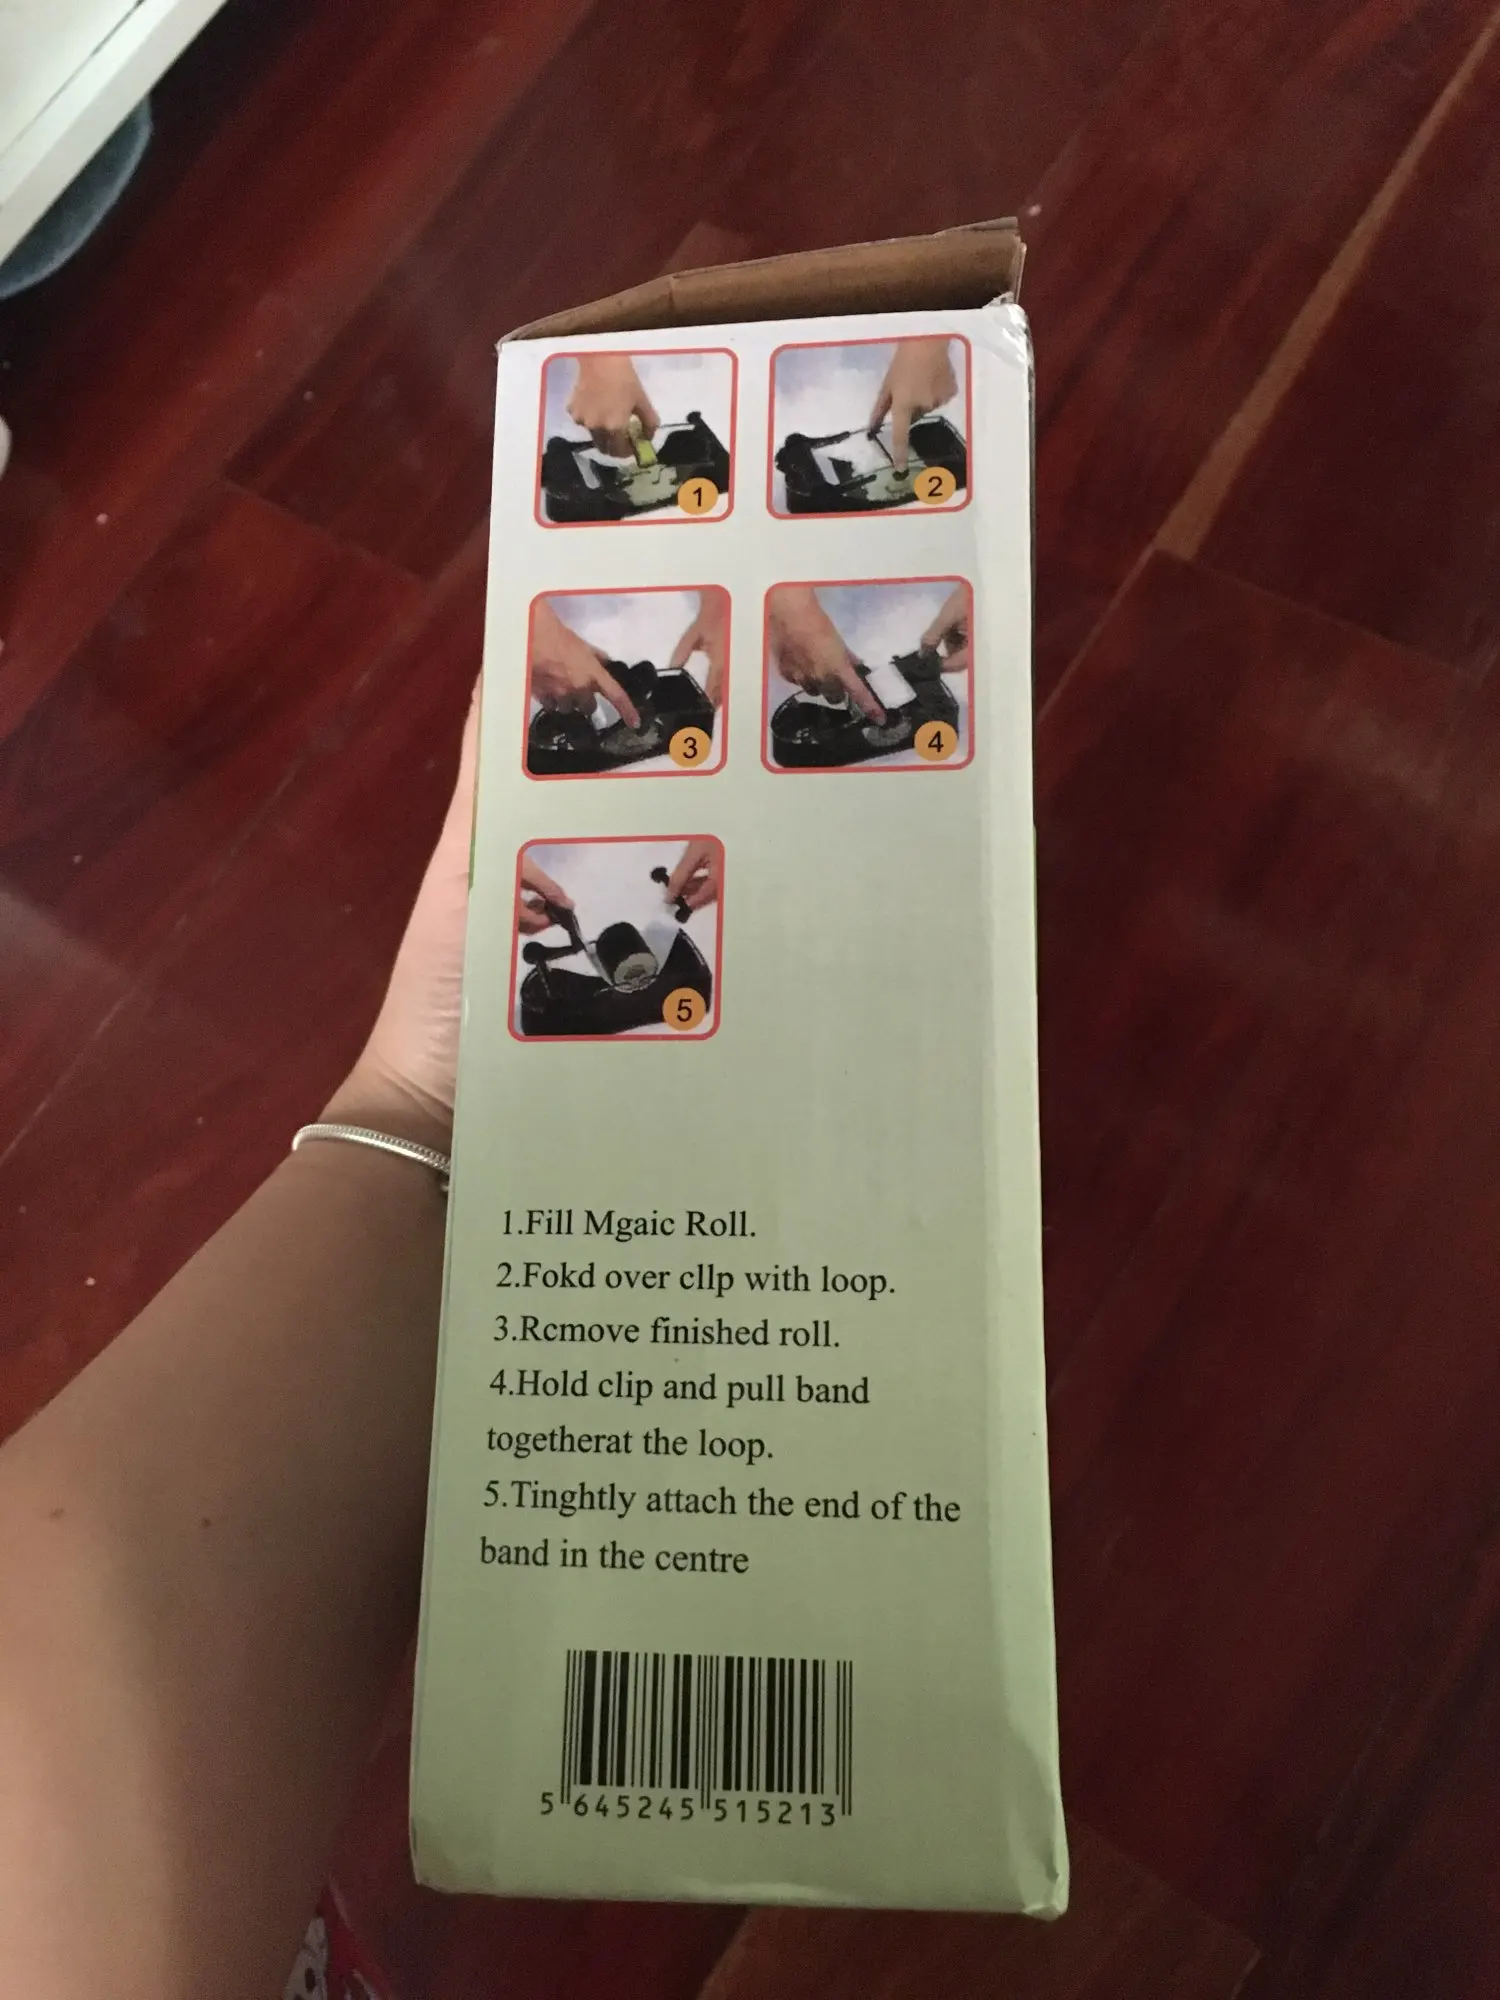 1
2
3
4
5
1.Fill Mgaic Roll.
2.Fokd over cllp with loop.
3.Rcmove finished roll.
4.Hold clip and pull band
togetherat the loop.
5.Tinghtly attach the end of the
band in the centre
5 645245 515213